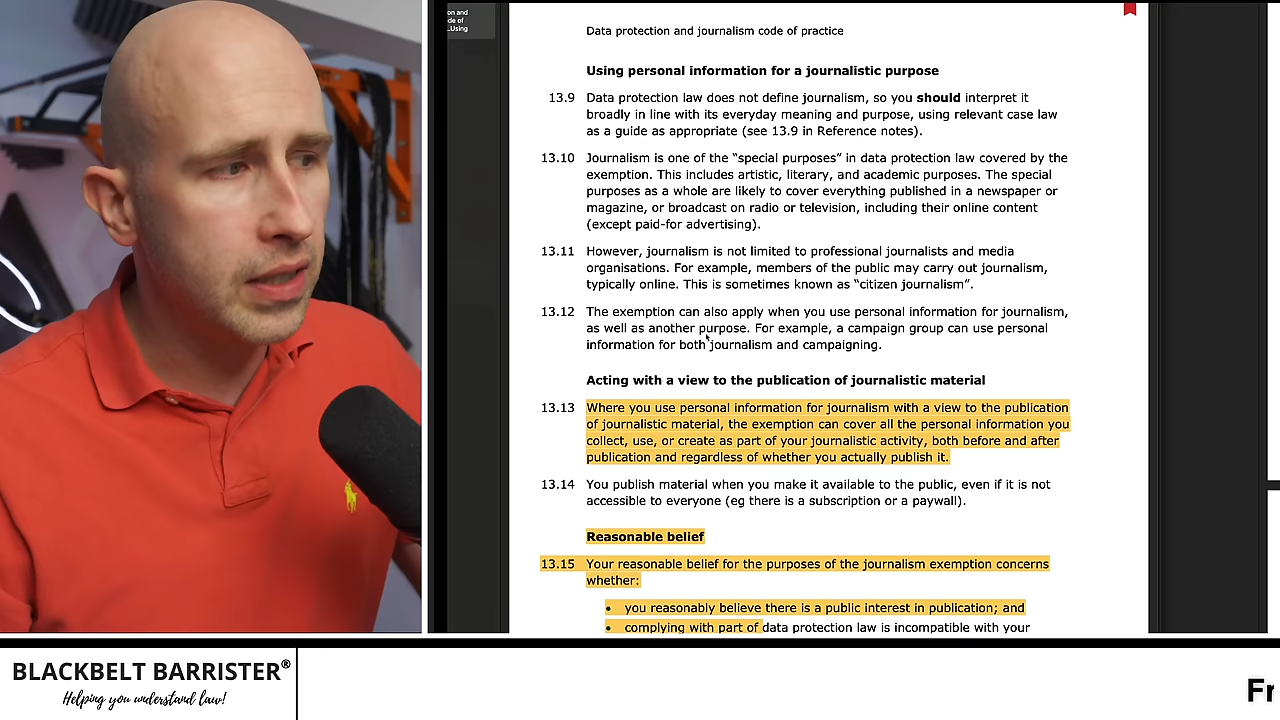 on and
de of
..Using
Data protection and journalism code of practice
Using personal information for a journalistic purpose
13.9 Data protection law does not define journalism, so you should interpret it
broadly in line with its everyday meaning and purpose, using relevant case law
as a guide as appropriate (see 13.9 in Reference notes).
13.10 Journalism is one of the “special purposes” in data protection law covered by the
exemption. This includes artistic, literary, and academic purposes. The special
purposes as a whole are likely to cover everything published in a newspaper or
magazine, or broadcast on radio or television, including their online content
(except paid-for advertising).
13.11 However, journalism is not limited to professional journalists and media
organisations. For example, members of the public may carry out journalism,
typically online. This is sometimes known as “citizen journalism”.
13.12 The exemption can also apply when you use personal information for journalism,
as well as another purpose. For example, a campaign group can use personal
information for both journalism and campaigning.
Acting with a view to the publication of journalistic material
13.13 Where you use personal information for journalism with a view to the publication
of journalistic material, the exemption can cover all the personal information you
collect, use, or create as part of your journalistic activity, both before and after
publication and regardless of whether you actually publish it.
13.14 You publish material when you make it available to the public, even if it is not
accessible to everyone (eg there is a subscription or a paywall).
Reasonable belief
13.15 Your reasonable belief for the purposes of the journalism exemption concerns
whether:
• you reasonably believe there is a public interest in publication; and
• complying with part of data protection law is incompatible with your
BLACKBELT BARRISTER®
Helping you understand law!
Fr